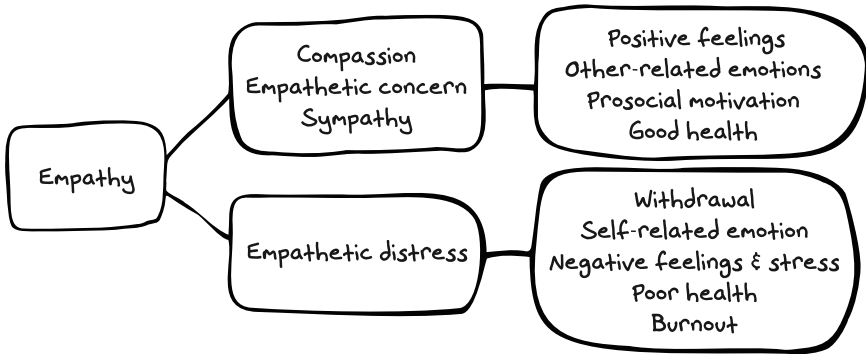 Empathy
Compassion
Empathetic concern
Sympathy
Positive feelings
Other-related emotions
Prosocial motivation
Good health
Empathetic distress
Withdrawal
Self-related emotion
Negative feelings & stress
Poor health
Burnout